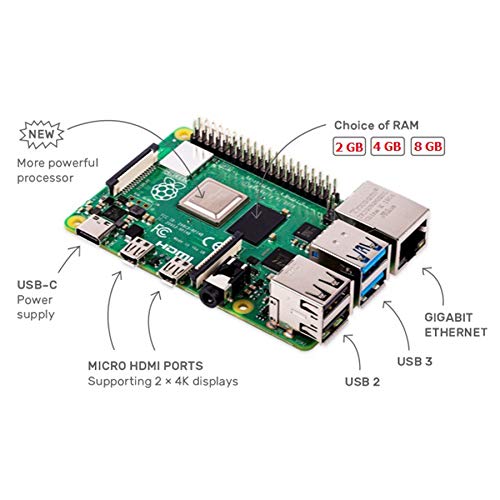 NEW
More powerful
processor
Choice of RAM
2 GB 4 GB 8 GB
USB-C
Power
supply
HDMI
MICRO HDMI PORTS
Supporting 2 × 4K displays
USB 2
USB 3
GIGABIT
ETHERNET